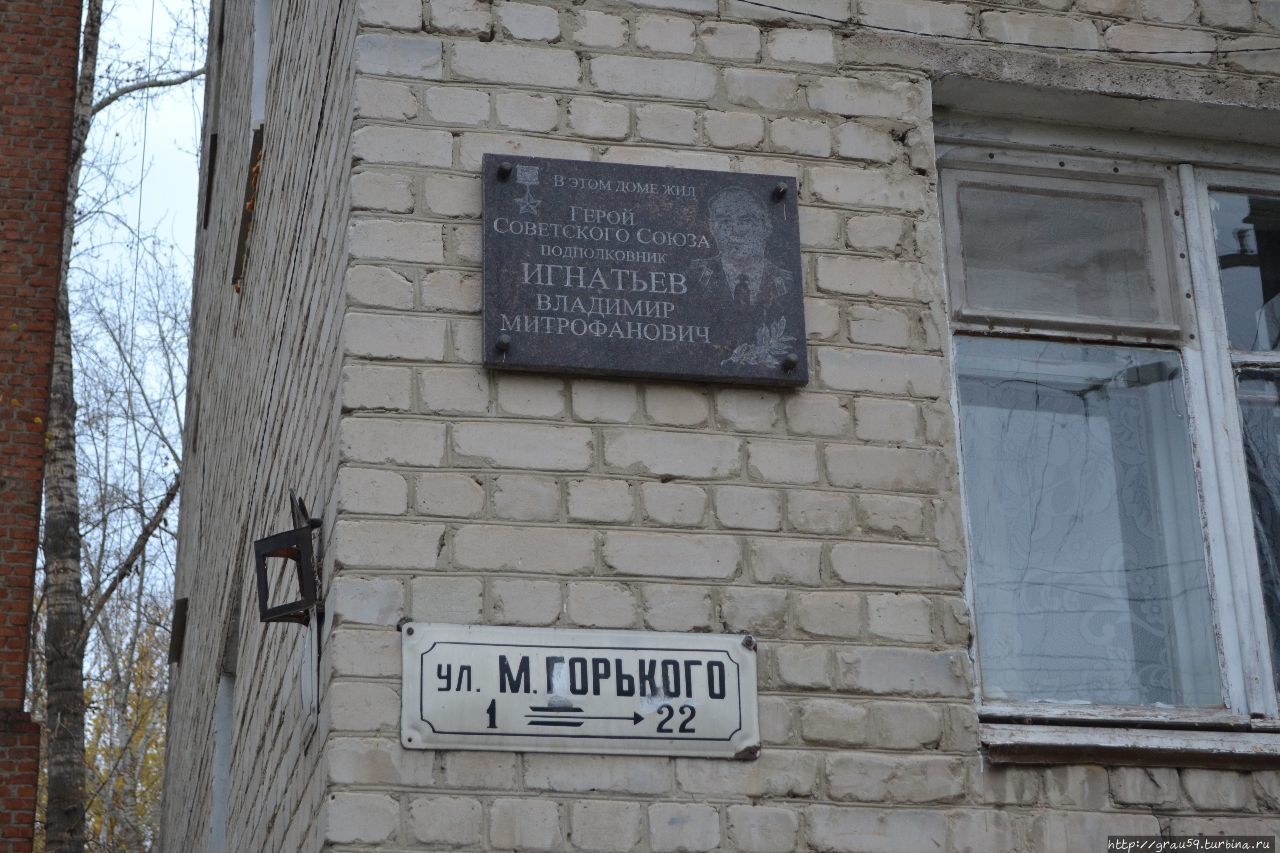 В ЭТОМ ДОМЕ ЖИЛ
ГЕРОЙ
СОВЕТСКОГО СОЮЗА
ПОДПОЛКОВНИК
ИГНАТЬЕВ
ВЛАДИМИР
МИТРОФАНОВИЧ
УЛ. М. ГОРЬКОГО
1 22
http://grau59.turbina.ru